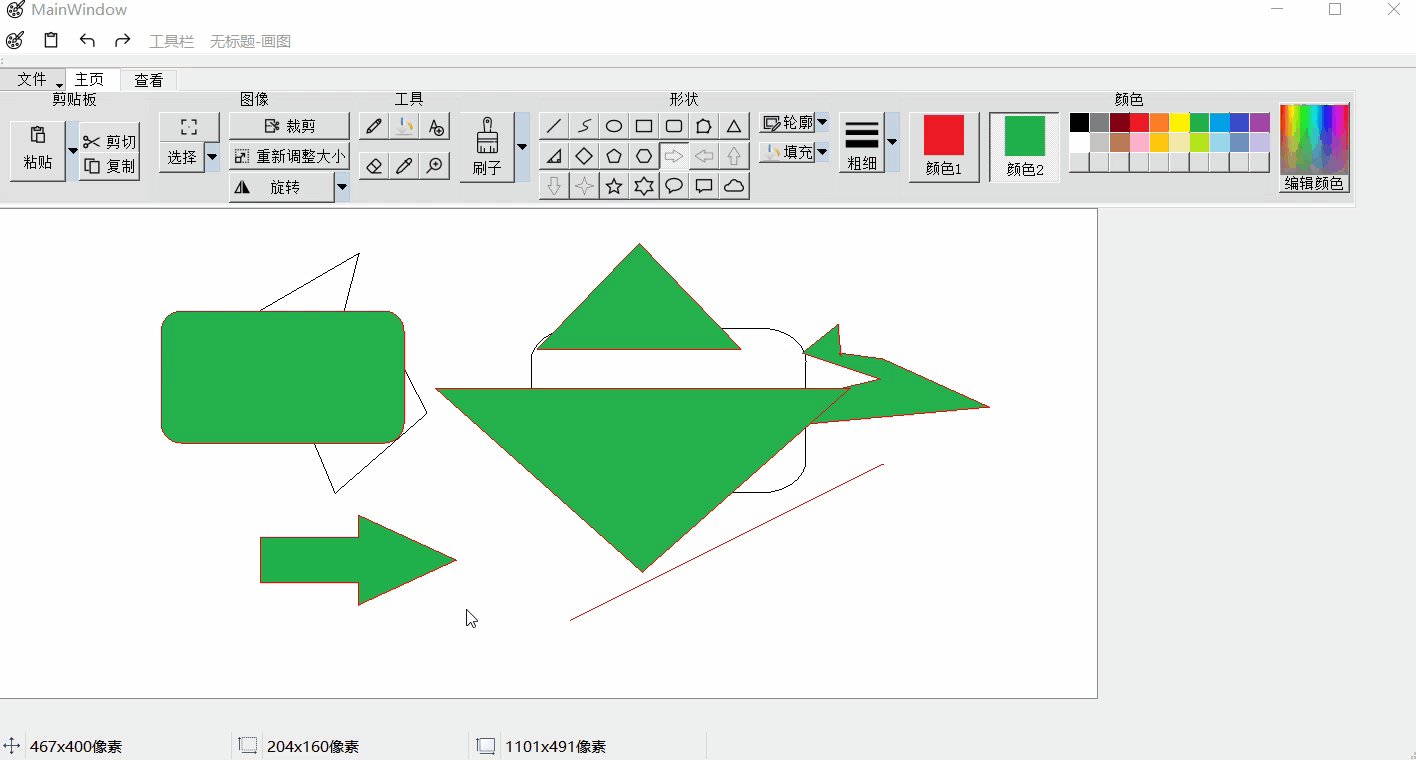 MainWindow
工具栏 无标题-画图
文件 主页 查看
剪贴板 图像 工具 形状 颜色
粘贴 剪切 复制
选择 裁剪
重新调整大小
旋转
刷子
轮廓
填充
粗细
颜色1 颜色2 编辑颜色
467x400像素 204x160像素 1101x491像素